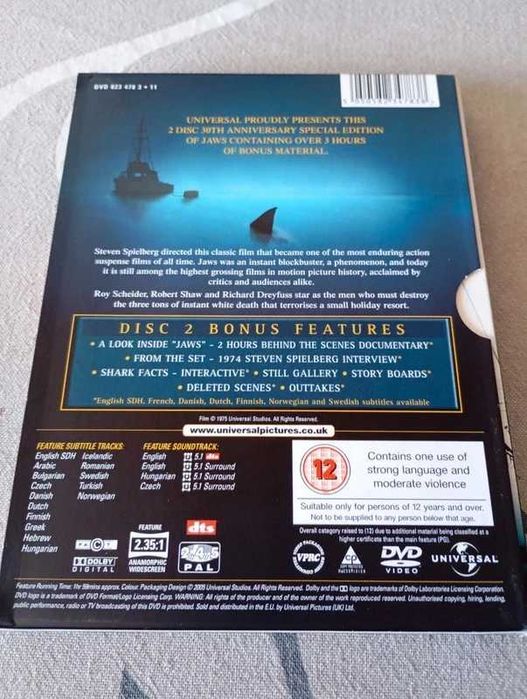 DVD 823 478 3 • 11
UNIVERSAL PROUDLY PRESENTS THIS
2 DISC 30TH ANNIVERSARY SPECIAL EDITION
OF JAWS CONTAINING OVER 3 HOURS
OF BONUS MATERIAL.
Steven Spielberg directed this classic film that became one of the most enduring action
suspense films of all time. Jaws was an instant blockbuster, a phenomenon, and today
it is still among the highest grossing films in motion picture history, acclaimed by
critics and audiences alike.
Roy Scheider, Robert Shaw and Richard Dreyfuss star as the men who must destroy
the three tons of instant white death that terrorises a small holiday resort.
DISC 2 BONUS FEATURES
• A LOOK INSIDE "JAWS" - 2 HOURS BEHIND THE SCENES DOCUMENTARY*
• FROM THE SET - 1974 STEVEN SPIELBERG INTERVIEW*
• SHARK FACTS - INTERACTIVE* • STILL GALLERY • STORY BOARDS*
• DELETED SCENES* • OUTTAKES*
*English SDH, French, Danish, Dutch, Finnish, Norwegian and Swedish subtitles available
Film © 1975 Universal Studios. All Rights Reserved.
www.universalpictures.co.uk
FEATURE SUBTITLE TRACKS:
English SDH Icelandic
Arabic Romanian
Bulgarian Swedish
Czech Turkish
Danish Norwegian
Dutch
Finnish
Greek
Hebrew
Hungarian
FEATURE SOUNDTRACK:
English 5.1 dts
English 5.1 Surround
Hungarian 5.1 Surround
Czech 5.1 Surround
12
Contains one use of
strong language and
moderate violence
Suitable only for persons of 12 years and over.
Not to be supplied to any person below that age.
Overall category raised to (12) due to additional material being classified at a
higher certificate than the main feature (PG).
DOLBY
DIGITAL
FEATURE
2.35:1
ANAMORPHIC
WIDESCREEN
dts
2 4 5
PAL
VPRC
DVD
VIDEO
UNIVERSAL
Feature Running Time: 1hr 59mins approx. Colour. Packaging Design © 2005 Universal Studios. All Rights Reserved. Dolby and the DD logo are trademarks of Dolby Laboratories Licensing Corporation.
DVD logo is a trademark of DVD Format/Logo Licensing Corp. WARNING: All rights of the producer and of the owner of the work reproduced reserved. Unauthorised copying, hiring, lending,
public performance, radio or TV broadcasting of this DVD is prohibited. Sold and distributed in the E.U. by Universal Pictures (UK) Ltd.